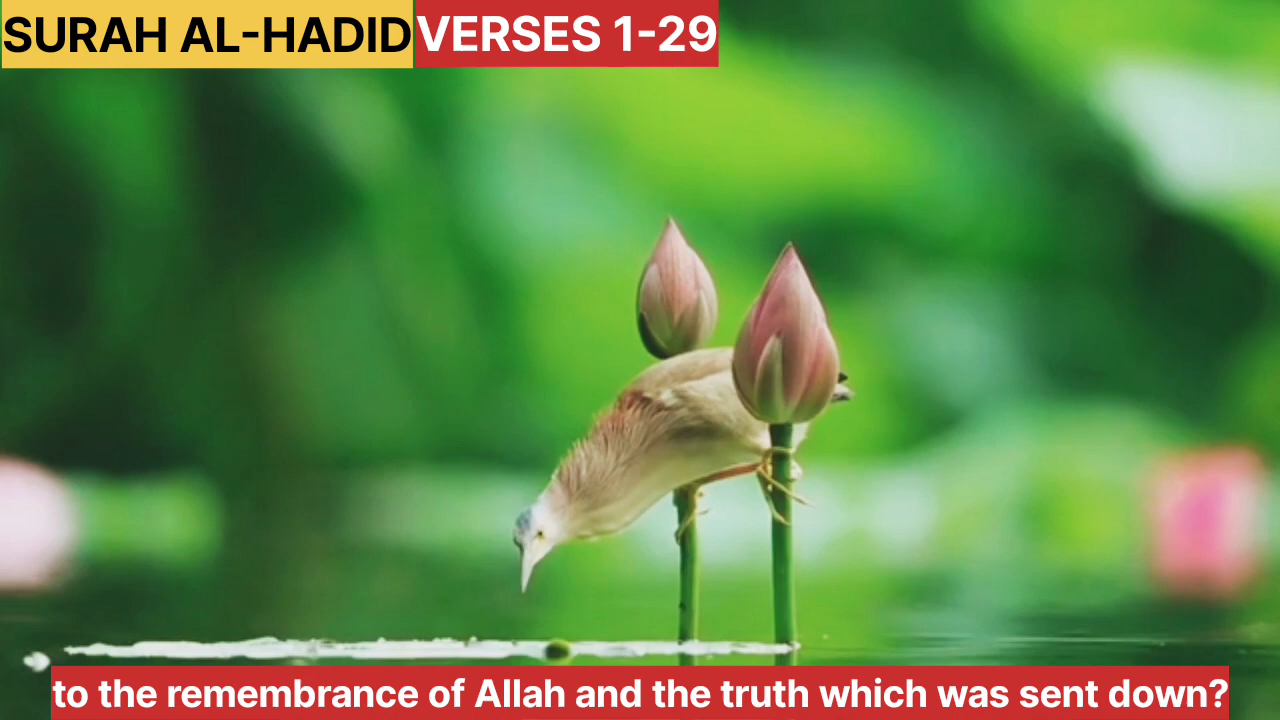 SURAH AL-HADID VERSES 1-29
to the remembrance of Allah and the truth which was sent down?